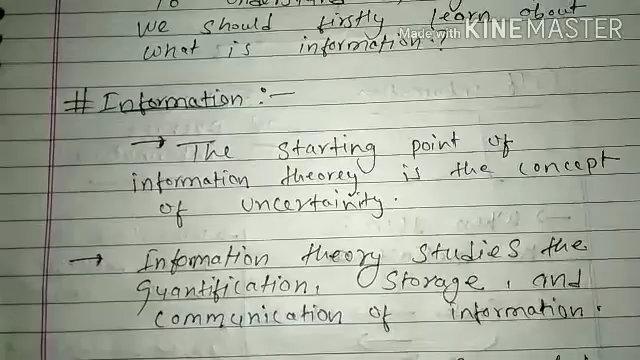 we should firstly learn about
Made with KINEMASTER
what is information?
# Information :-
→ The starting point of
information theorey is the concept
of uncertainity.
→ Information theory studies the
quantification, storage, and
communication of information.